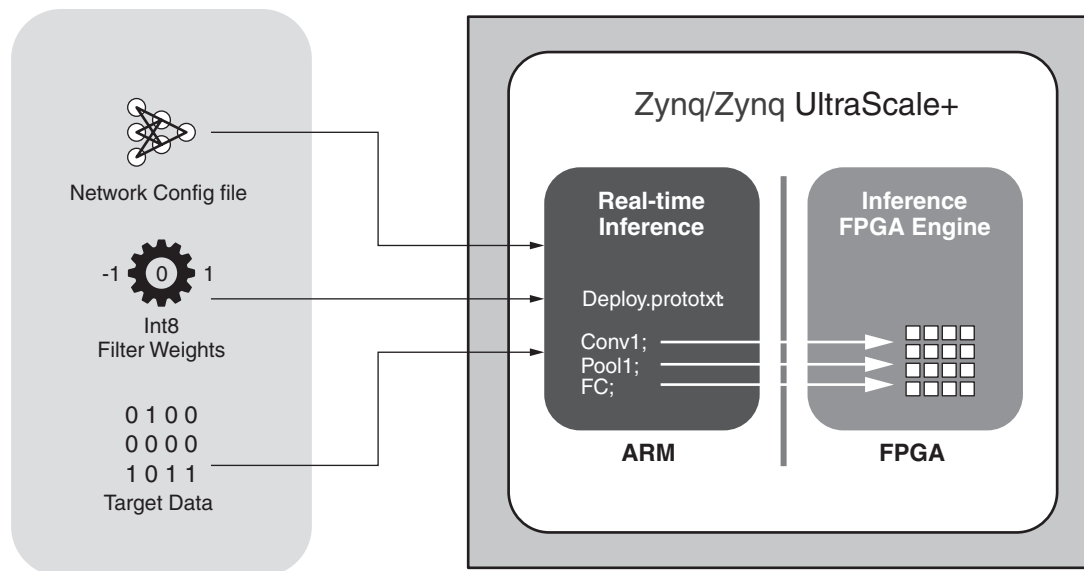 Network Config file
-1 0 1
Int8
Filter Weights
0 1 0 0
0 0 0 0
1 0 1 1
Target Data
Zynq/Zynq UltraScale+
Real-time
Inference
Deploy.prototxt:
Conv1;
Pool1;
FC;
ARM
Inference
FPGA Engine
FPGA